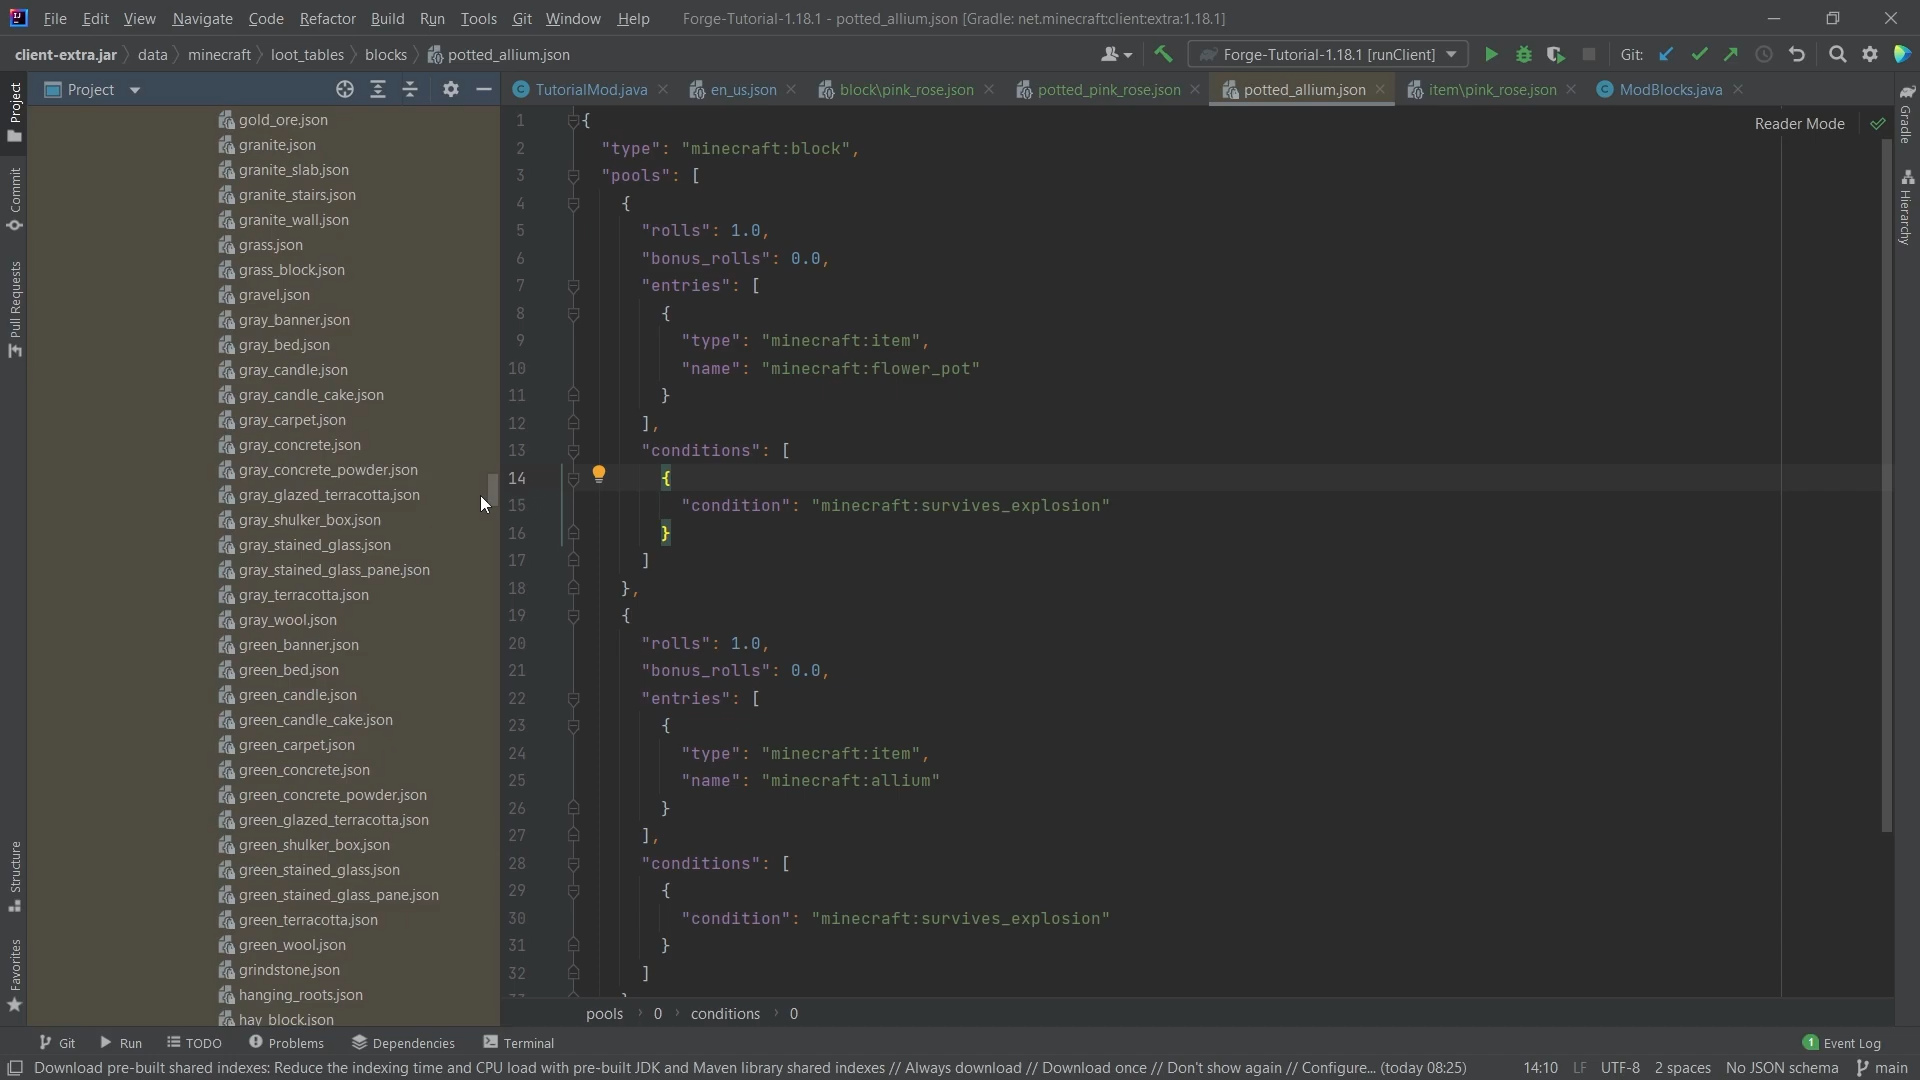 File Edit View Navigate Code Refactor Build Run Tools Git Window Help Forge-Tutorial-1.18.1 - potted_allium.json [Gradle: net.minecraft:client:extra:1.18.1]
client-extra.jar data minecraft loot_tables blocks potted_allium.json Forge-Tutorial-1.18.1 [runClient] Git:
Project TutorialMod.java en_us.json block\pink_rose.json potted_pink_rose.json potted_allium.json item\pink_rose.json ModBlocks.java
Project
Commit
Pull Requests
Structure
Favorites
gold_ore.json
granite.json
granite_slab.json
granite_stairs.json
granite_wall.json
grass.json
grass_block.json
gravel.json
gray_banner.json
gray_bed.json
gray_candle.json
gray_candle_cake.json
gray_carpet.json
gray_concrete.json
gray_concrete_powder.json
gray_glazed_terracotta.json
gray_shulker_box.json
gray_stained_glass.json
gray_stained_glass_pane.json
gray_terracotta.json
gray_wool.json
green_banner.json
green_bed.json
green_candle.json
green_candle_cake.json
green_carpet.json
green_concrete.json
green_concrete_powder.json
green_glazed_terracotta.json
green_shulker_box.json
green_stained_glass.json
green_stained_glass_pane.json
green_terracotta.json
green_wool.json
grindstone.json
hanging_roots.json
hay_block.json
1 {
2 "type": "minecraft:block",
3 "pools": [
4 {
5 "rolls": 1.0,
6 "bonus_rolls": 0.0,
7 "entries": [
8 {
9 "type": "minecraft:item",
10 "name": "minecraft:flower_pot"
11 }
12 ],
13 "conditions": [
14 {
15 "condition": "minecraft:survives_explosion"
16 }
17 ]
18 },
19 {
20 "rolls": 1.0,
21 "bonus_rolls": 0.0,
22 "entries": [
23 {
24 "type": "minecraft:item",
25 "name": "minecraft:allium"
26 }
27 ],
28 "conditions": [
29 {
30 "condition": "minecraft:survives_explosion"
31 }
32 ]
Reader Mode
Gradle
Hierarchy
pools 0 conditions 0
Git Run TODO Problems Dependencies Terminal 1 Event Log
Download pre-built shared indexes: Reduce the indexing time and CPU load with pre-built JDK and Maven library shared indexes // Always download // Download once // Don't show again // Configure... (today 08:25) 14:10 LF UTF-8 2 spaces No JSON schema main